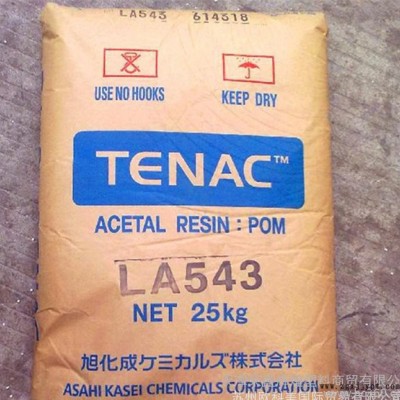 LA543 614318
USE NO HOOKS
KEEP DRY
TENAC™
ACETAL RESIN : POM
LA543
NET 25kg
旭化成ケミカルズ株式会社
ASAHI KASEI CHEMICALS CORPORATION